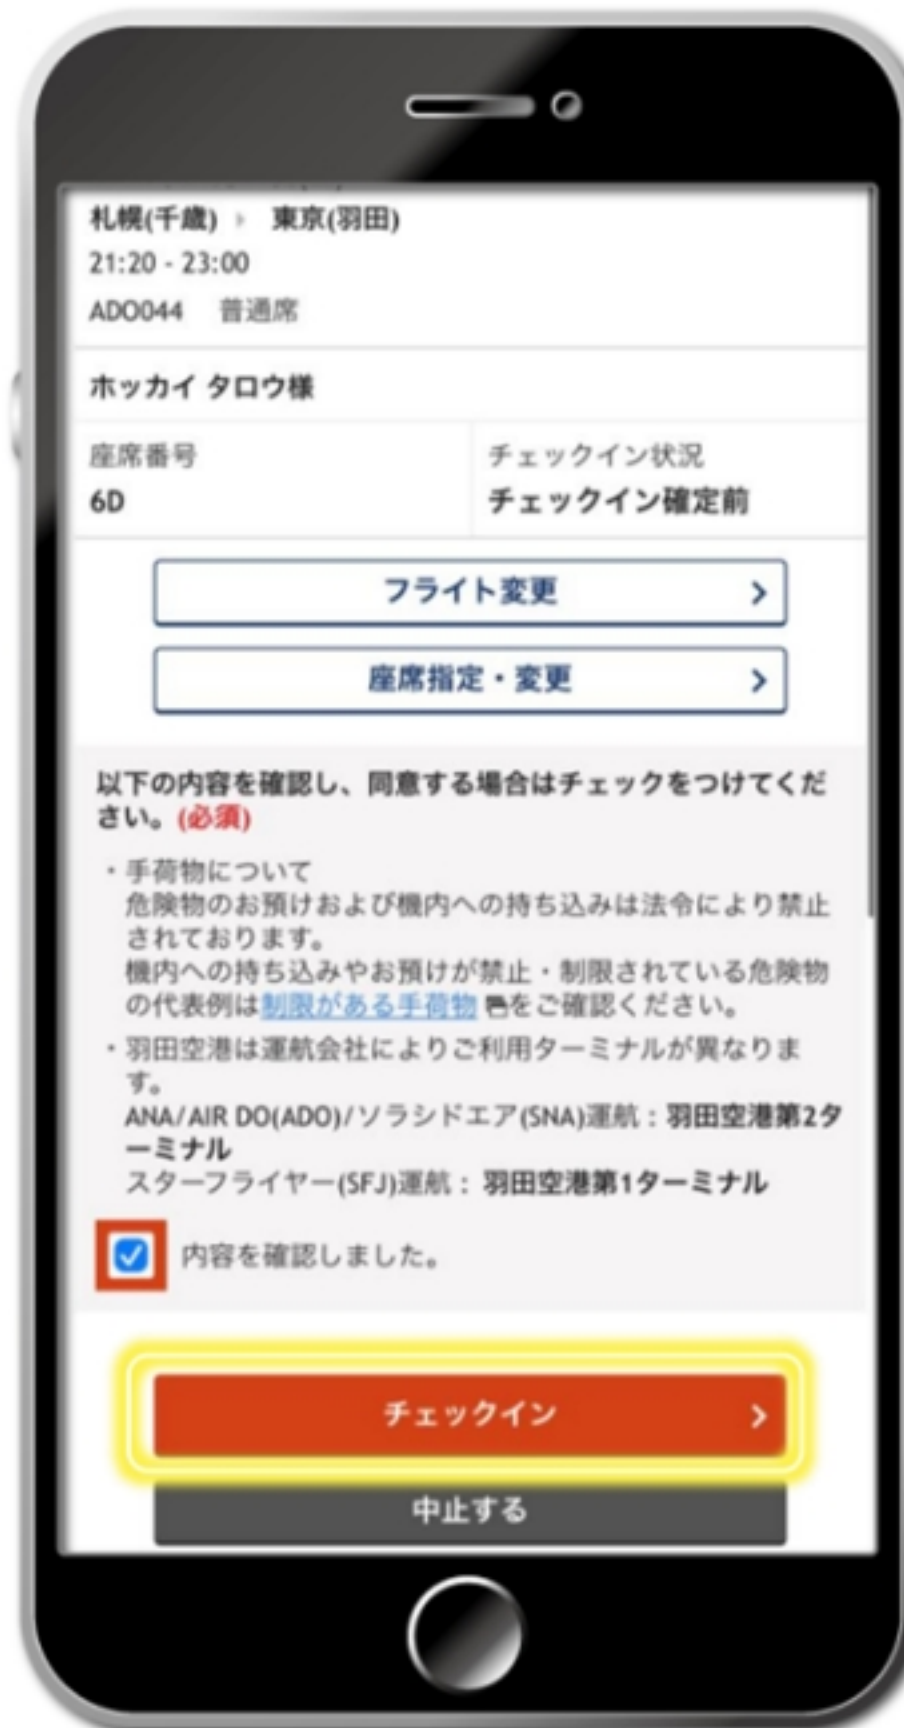 札幌(千歳) 東京(羽田)
21:20 - 23:00
ADO044 普通席
ホッカイ タロウ様
座席番号 チェックイン状況
6D チェックイン確定前
フライト変更
座席指定・変更
以下の内容を確認し、同意する場合はチェックをつけてくだ
さい。(必須)
・手荷物について
危険物のお預けおよび機内への持ち込みは法令により禁止
されております。
機内への持ち込みやお預けが禁止・制限されている危険物
の代表例は制限がある手荷物 をご確認ください。
・羽田空港は運航会社によりご利用ターミナルが異なりま
す。
ANA/AIR DO(ADO)/ソラシドエア(SNA)運航：羽田空港第2タ
ーミナル
スターフライヤー(SFJ)運航：羽田空港第1ターミナル
内容を確認しました。
チェックイン
中止する